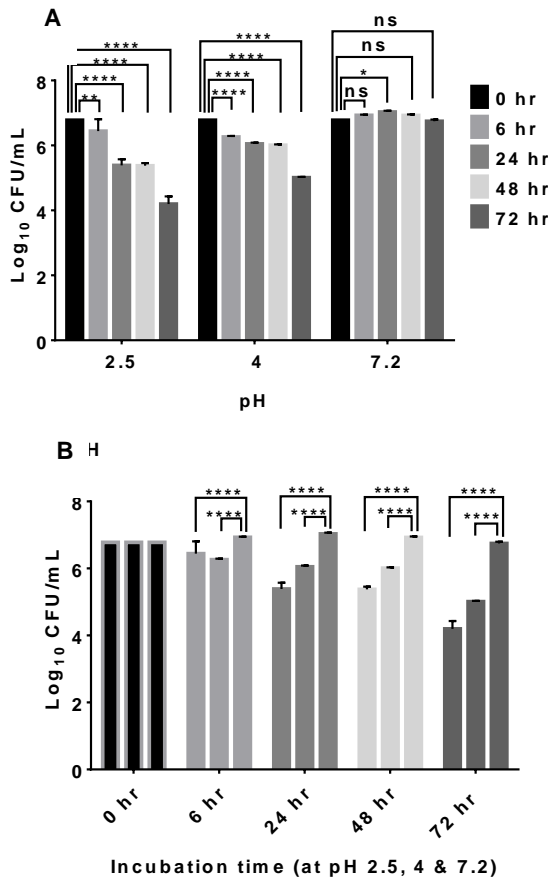 A
****
****
****
**
****
****
****
****
ns
ns
*
ns
8
6
4
2
0
Log10 CFU/mL
2.5
4
7.2
pH
0 hr
6 hr
24 hr
48 hr
72 hr
B H
****
****
****
****
****
****
****
****
8
6
4
2
0
Log10 CFU/mL
0 hr
6 hr
24 hr
48 hr
72 hr
Incubation time (at pH 2.5, 4 & 7.2)